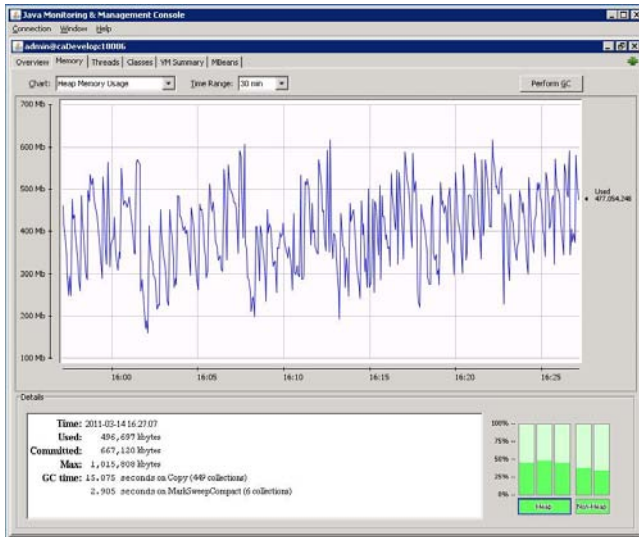 Java Monitoring & Management Console
Connection Window Help
admin@caDevelop:18006
Overview Memory Threads Classes VM Summary MBeans
Chart: Heap Memory Usage Time Range: 30 min Perform GC
700 Mb
600 Mb
500 Mb
Used
477,054,248
400 Mb
300 Mb
200 Mb
100 Mb
16:00 16:05 16:10 16:15 16:20 16:25
Details
Time: 2011-03-14 16:27:07
Used: 496,697 kbytes
Committed: 667,120 kbytes
Max: 1,015,808 kbytes
GC time: 15.075 seconds on Copy (449 collections)
2.905 seconds on MarkSweepCompact (6 collections)
100%
75%
50%
25%
0%
Heap Non-Heap